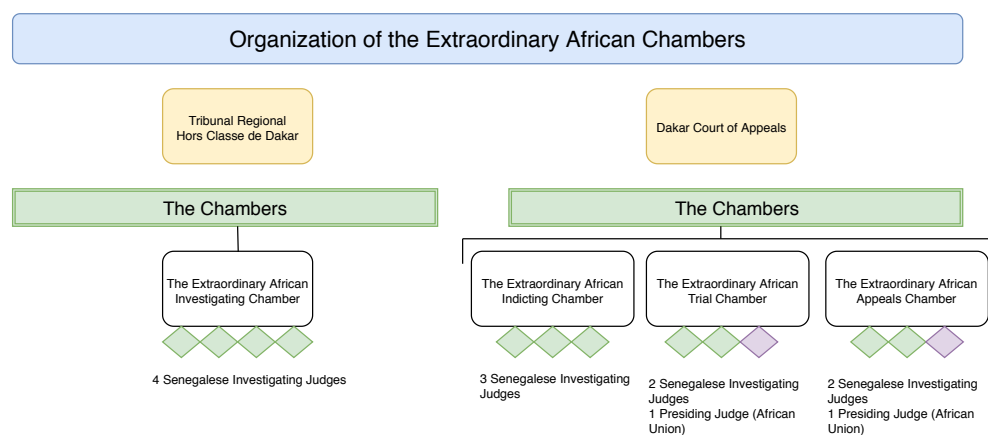 Organization of the Extraordinary African Chambers
Tribunal Regional
Hors Classe de Dakar
Dakar Court of Appeals
The Chambers
The Chambers
The Extraordinary African
Investigating Chamber
The Extraordinary African
Indicting Chamber
The Extraordinary African
Trial Chamber
The Extraordinary African
Appeals Chamber
4 Senegalese Investigating Judges
3 Senegalese Investigating
Judges
2 Senegalese Investigating
Judges
1 Presiding Judge (African
Union)
2 Senegalese Investigating
Judges
1 Presiding Judge (African
Union)